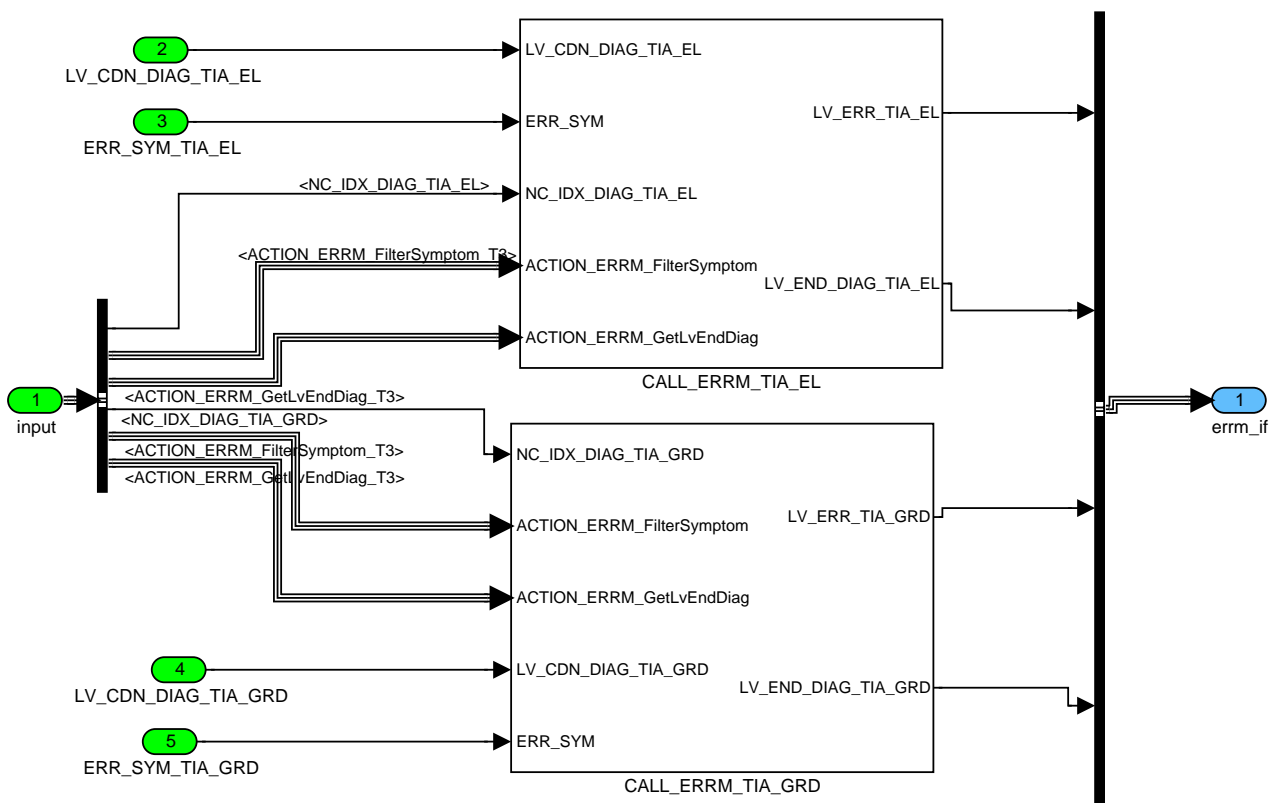 2
LV_CDN_DIAG_TIA_EL
3
ERR_SYM_TIA_EL
<NC_IDX_DIAG_TIA_EL>
<ACTION_ERRM_FilterSymptom_T3>
1
input
<ACTION_ERRM_GetLvEndDiag_T3>
<NC_IDX_DIAG_TIA_GRD>
<ACTION_ERRM_FilterSymptom_T3>
<ACTION_ERRM_GetLvEndDiag_T3>
4
LV_CDN_DIAG_TIA_GRD
5
ERR_SYM_TIA_GRD
LV_CDN_DIAG_TIA_EL
ERR_SYM
NC_IDX_DIAG_TIA_EL
ACTION_ERRM_FilterSymptom
ACTION_ERRM_GetLvEndDiag
LV_ERR_TIA_EL
LV_END_DIAG_TIA_EL
CALL_ERRM_TIA_EL
NC_IDX_DIAG_TIA_GRD
ACTION_ERRM_FilterSymptom
ACTION_ERRM_GetLvEndDiag
LV_CDN_DIAG_TIA_GRD
ERR_SYM
LV_ERR_TIA_GRD
LV_END_DIAG_TIA_GRD
CALL_ERRM_TIA_GRD
1
errm_if